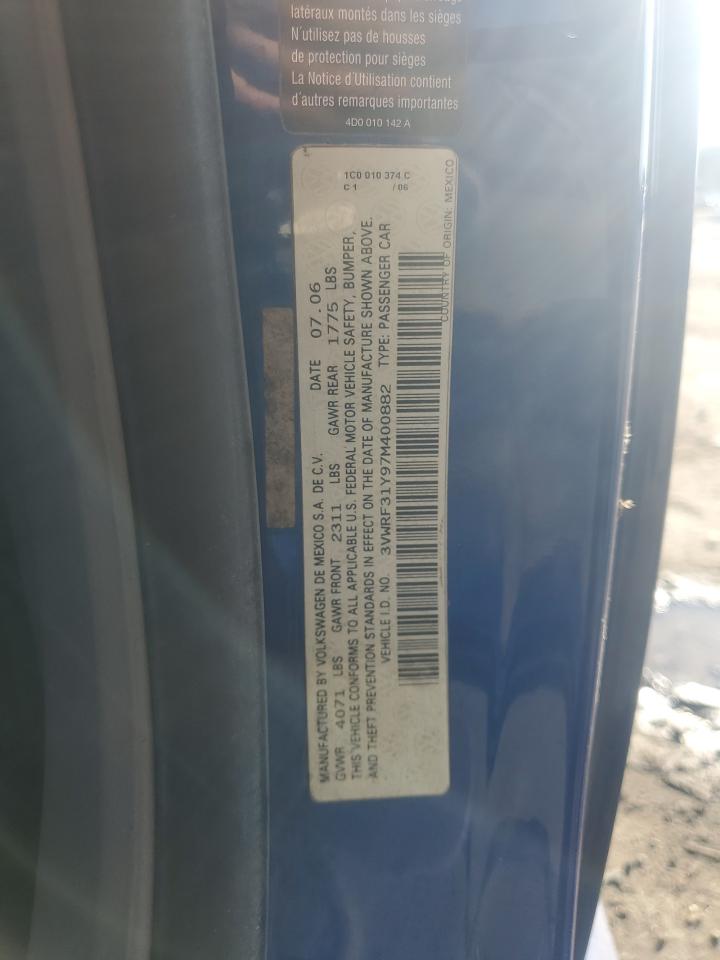 latéraux montés dans les sièges
N'utilisez pas de housses
de protection pour sièges
La Notice d'Utilisation contient
d'autres remarques importantes
4D0 010 142 A
1C0 010 374 C
C 1 / 06
MANUFACTURED BY VOLKSWAGEN DE MEXICO S.A. DE C.V. DATE 07.06
GVWR 4071 LBS GAWR FRONT 2311 LBS GAWR REAR 1775 LBS
THIS VEHICLE CONFORMS TO ALL APPLICABLE U.S. FEDERAL MOTOR VEHICLE SAFETY, BUMPER,
AND THEFT PREVENTION STANDARDS IN EFFECT ON THE DATE OF MANUFACTURE SHOWN ABOVE.
VEHICLE I.D. NO. 3VWRF31Y97M400882 TYPE: PASSENGER CAR
COUNTRY OF ORIGIN: MEXICO